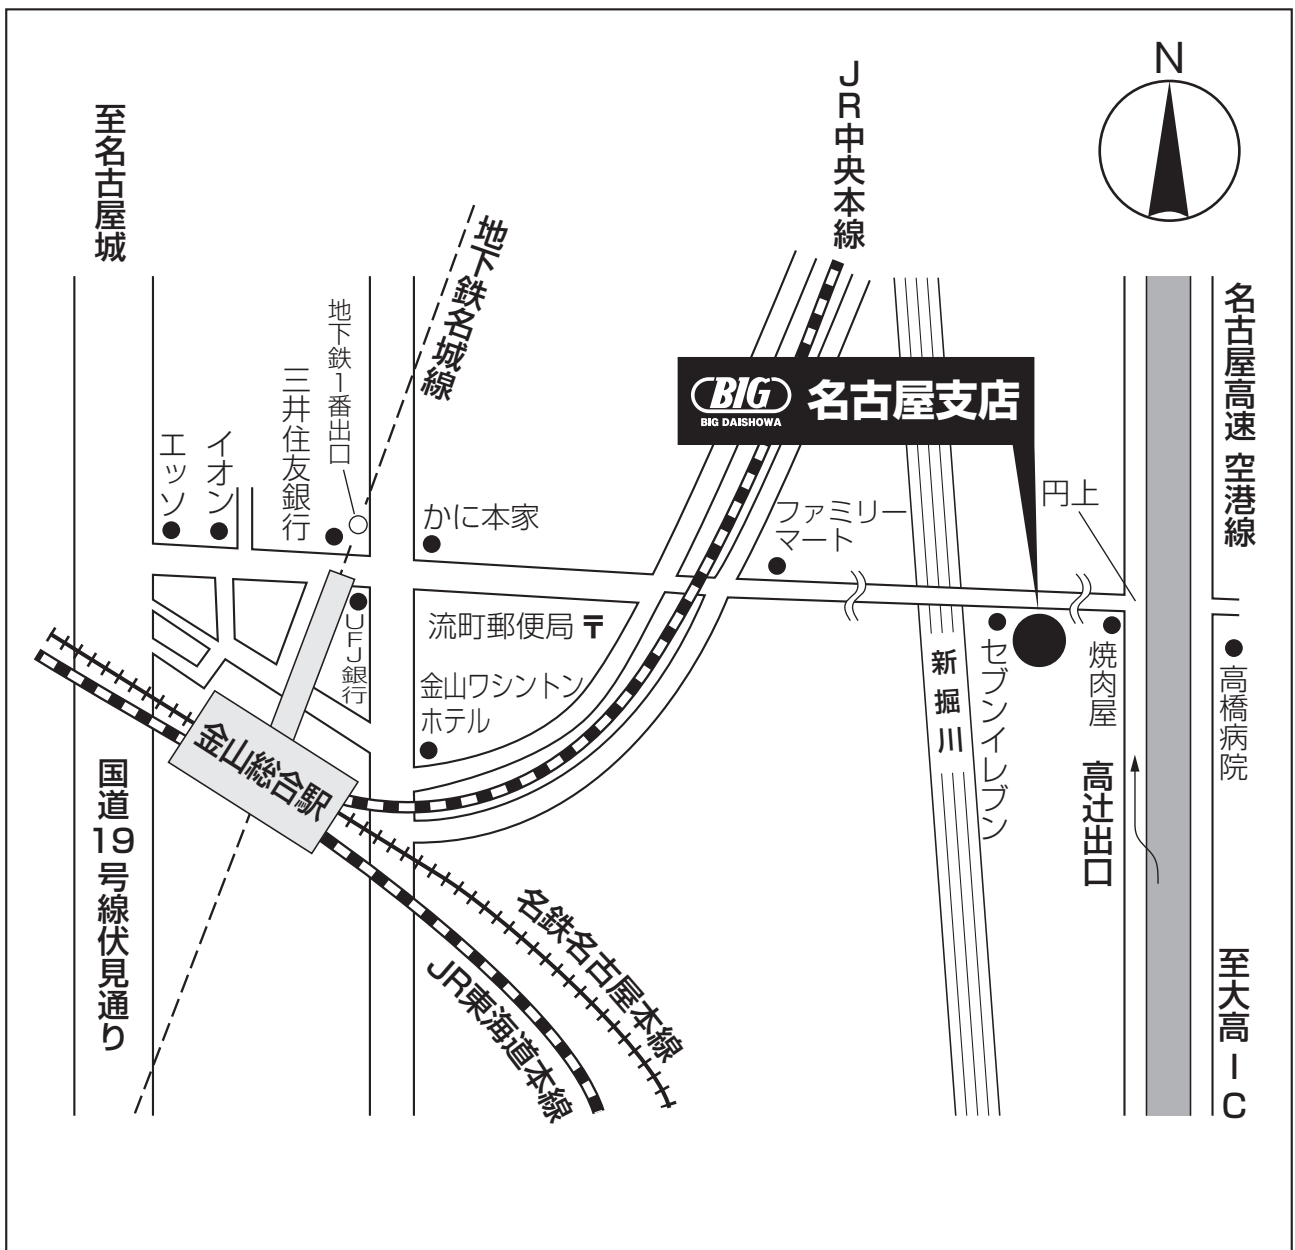 N
至名古屋城
JR中央本線
地下鉄名城線
地下鉄1番出口
三井住友銀行
イオン
エッソ
BIG
BIG DAISHOWA
名古屋支店
名古屋高速 空港線
かに本家
ファミリー
マート
円上
UFJ銀行
流町郵便局 〒
金山ワシントン
ホテル
新堀川
セブンイレブン
焼肉屋
高橋病院
金山総合駅
国道19号線伏見通り
高辻出口
名鉄名古屋本線
JR東海道本線
至大高IC